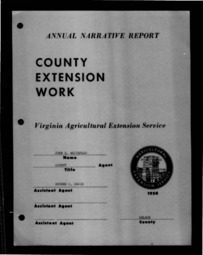 ANNUAL NARRATIVE REPORT
COUNTY
EXTENSION
WORK
Virginia Agricultural Extension Service
Name
COUNTY Agent
Title
Assistant Agent
1958
Assistant Agent
County
Assistant Agent